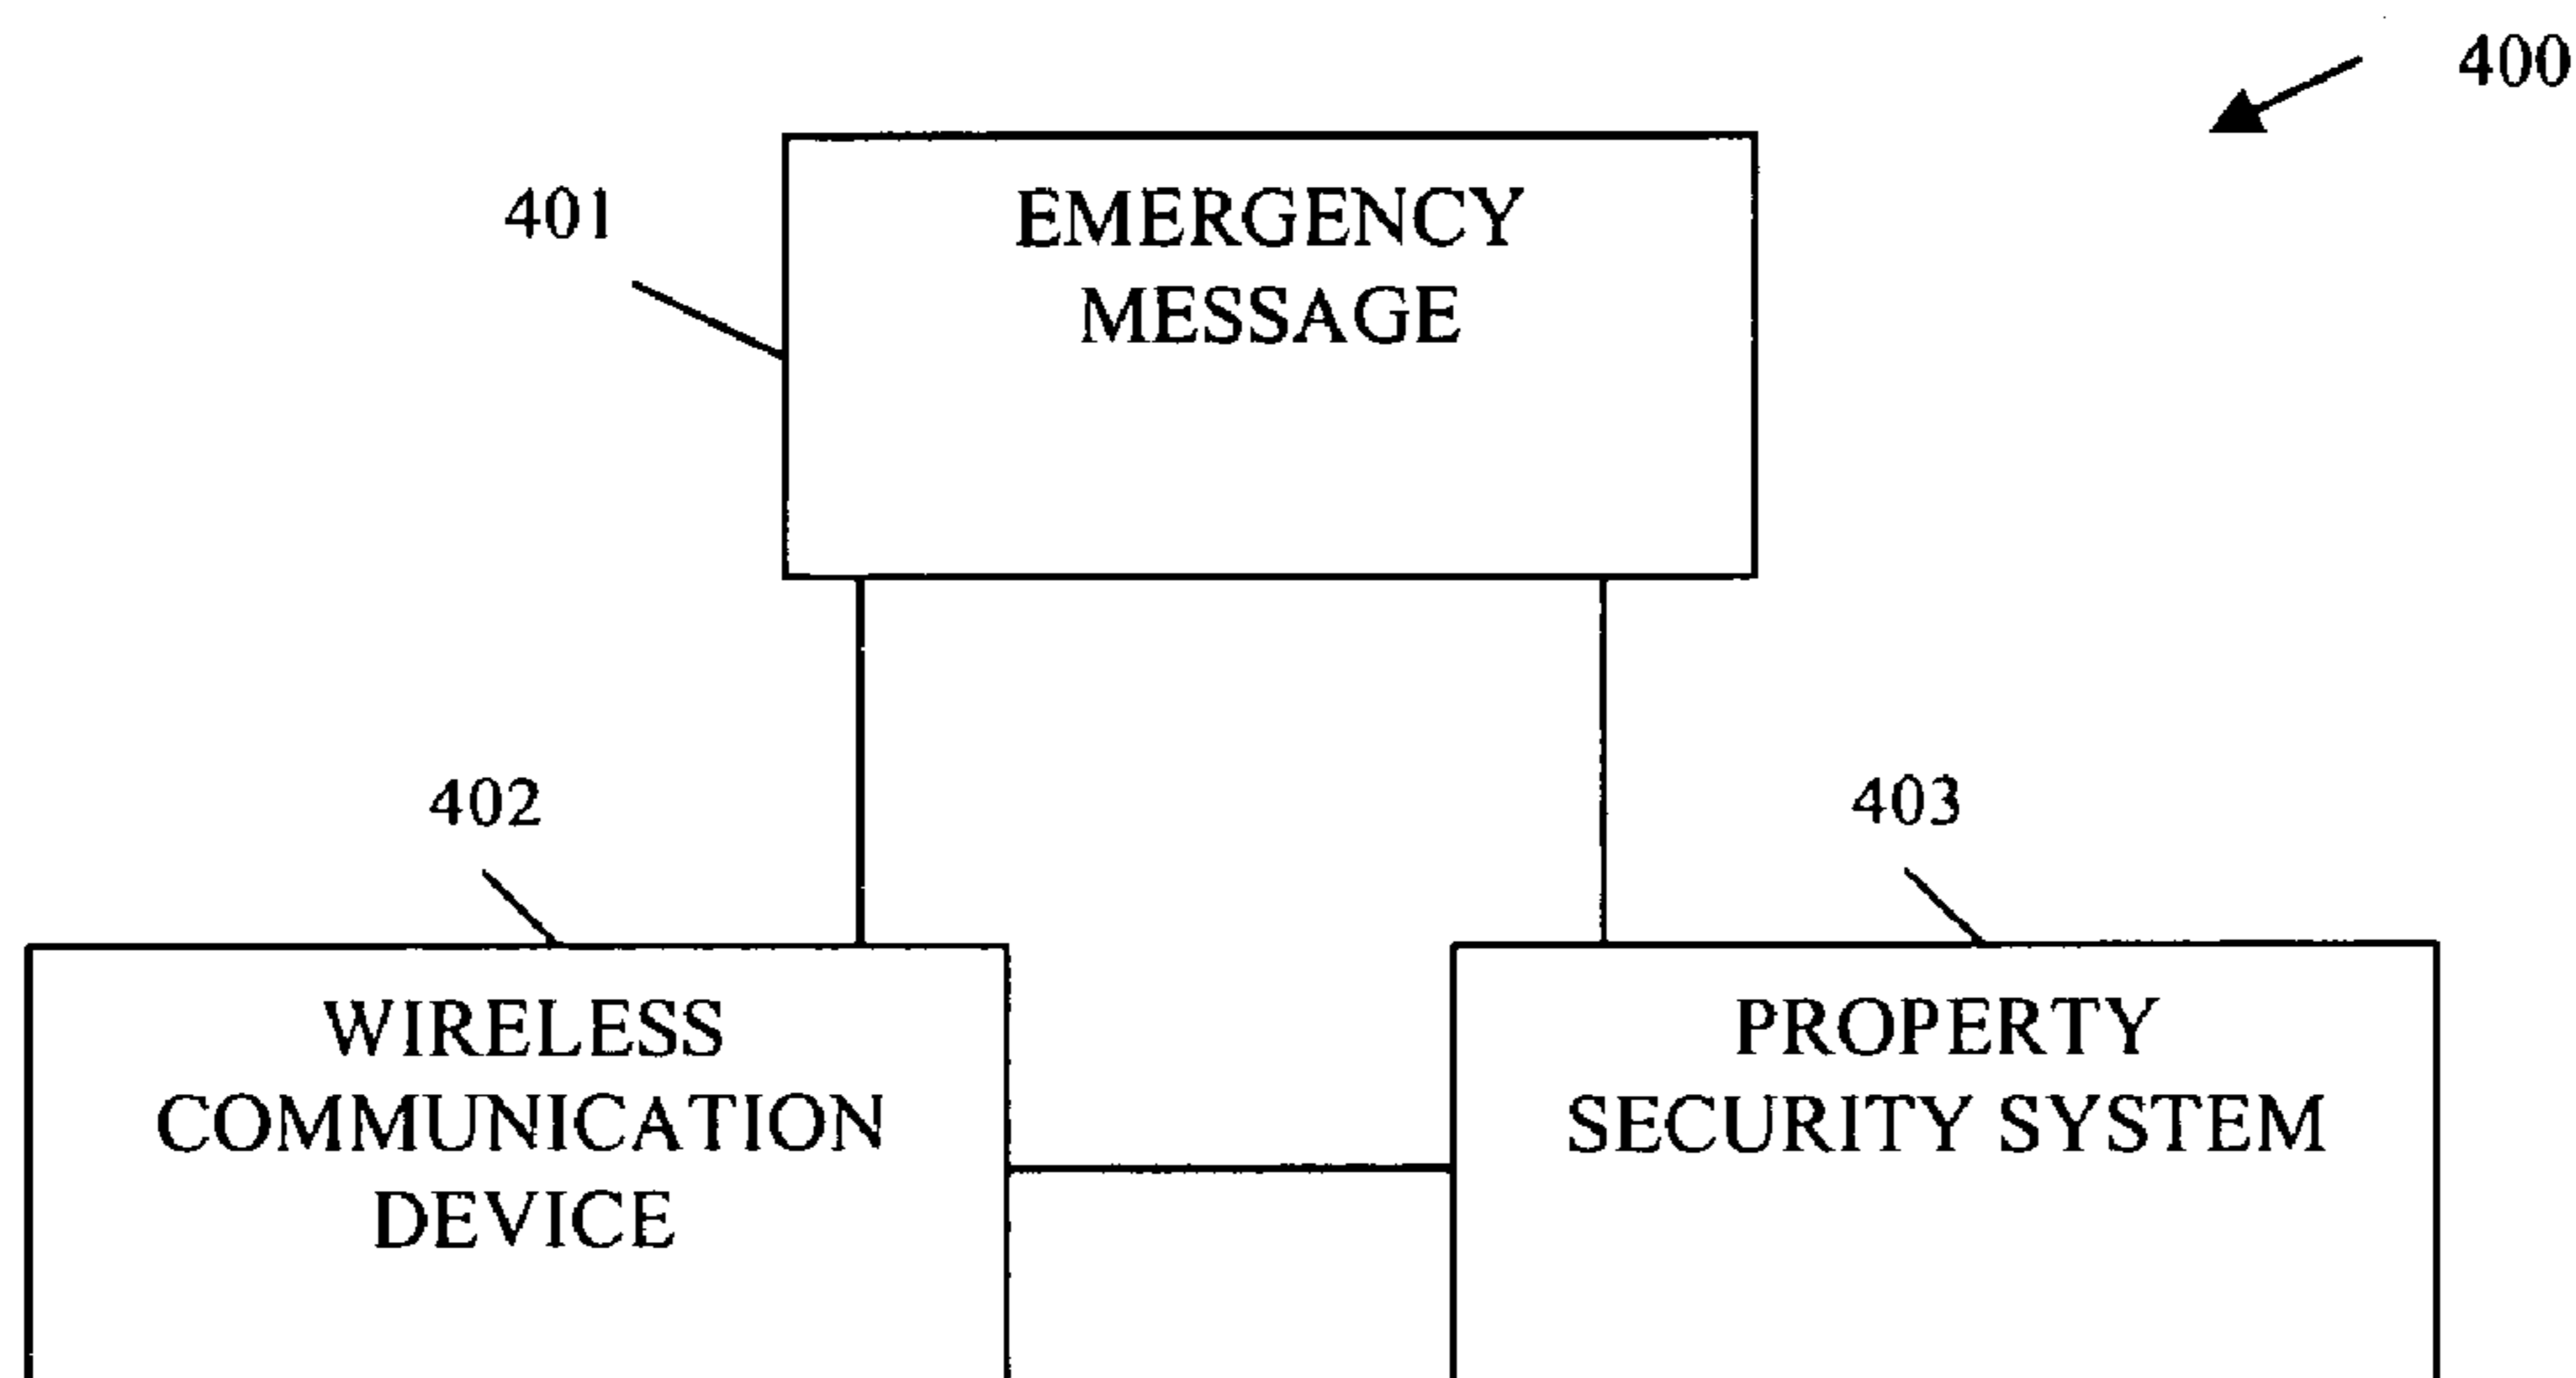 400
401
EMERGENCY
MESSAGE
402
403
WIRELESS
COMMUNICATION
DEVICE
PROPERTY
SECURITY SYSTEM